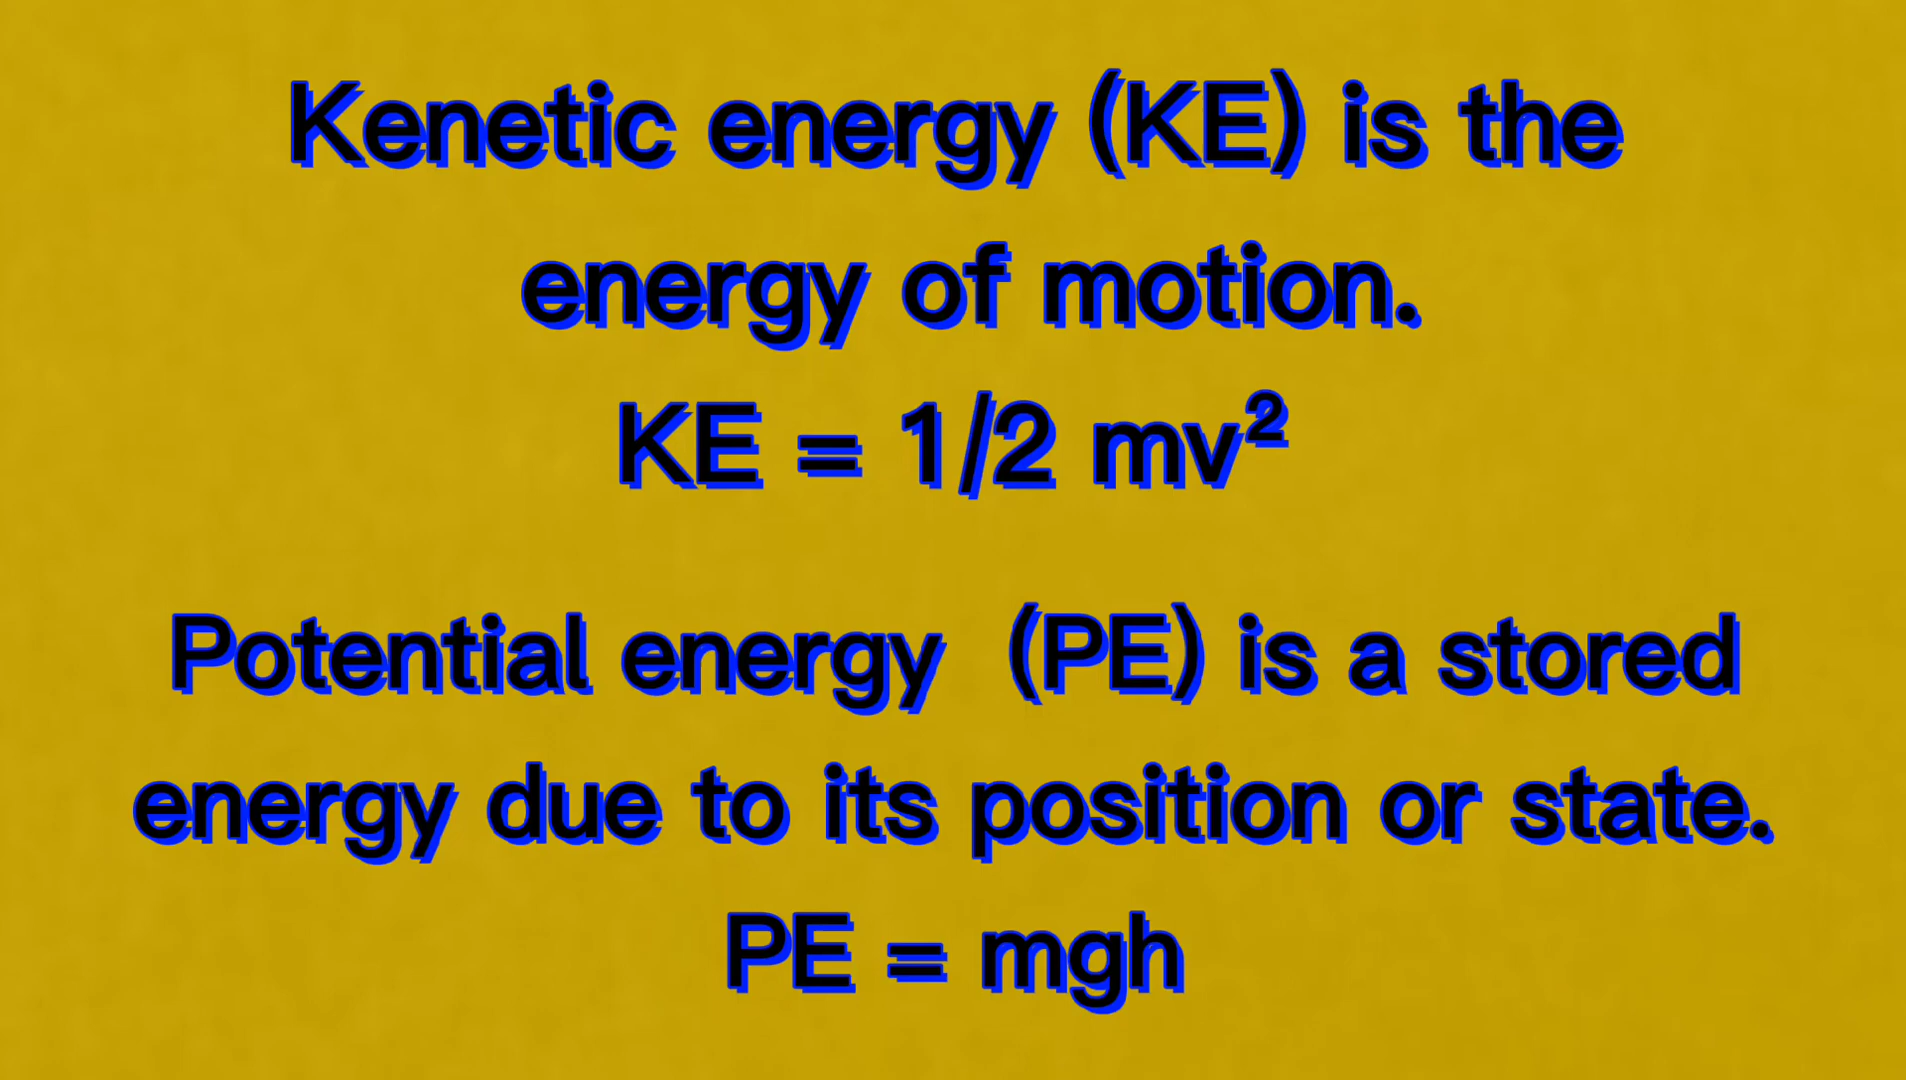 Kenetic energy (KE) is the
energy of motion.
KE = 1/2 mv²
Potential energy (PE) is a stored
energy due to its position or state.
PE = mgh